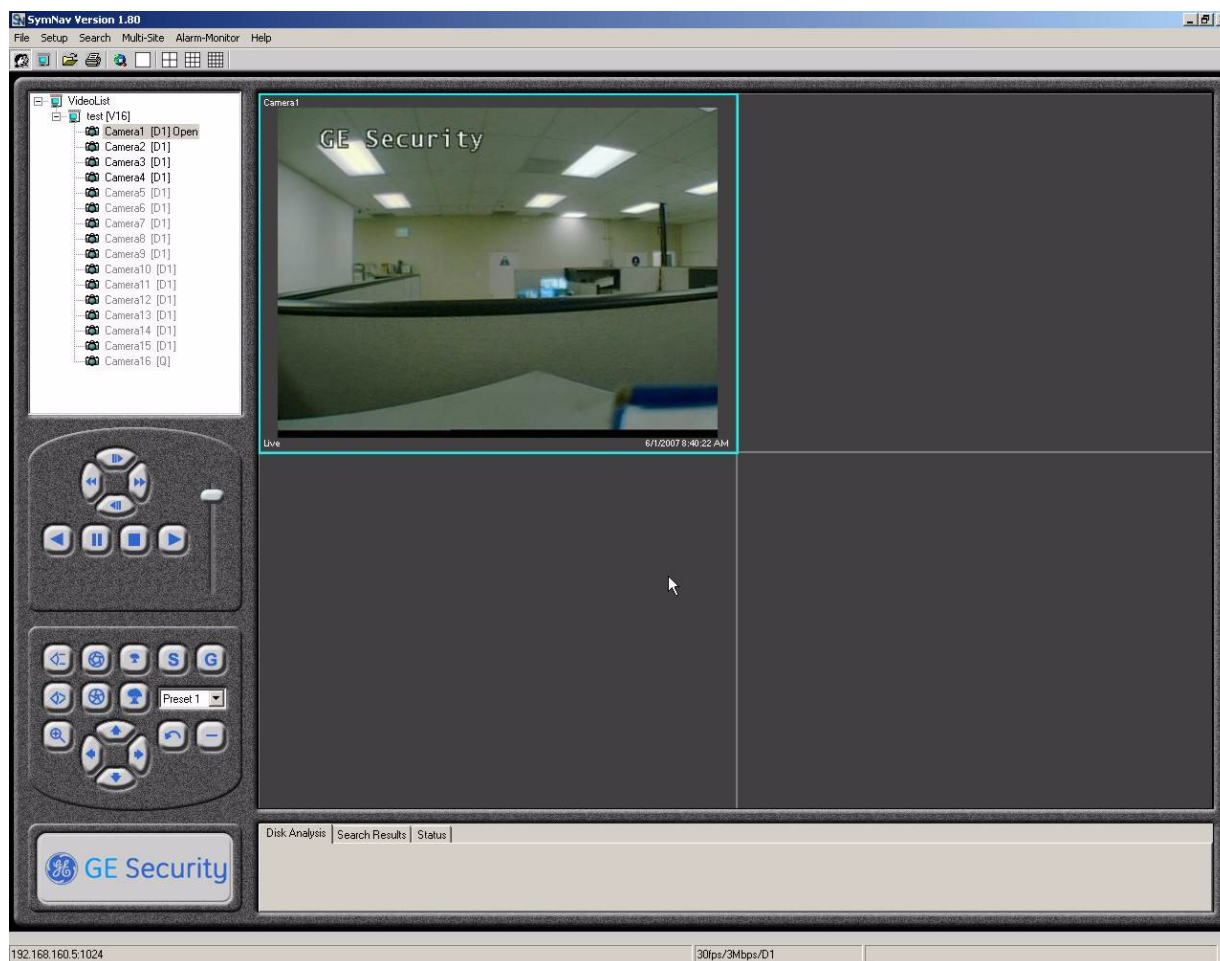 SymNav Version 1.80
File Setup Search Multi-Site Alarm-Monitor Help
VideoList
test [V16]
Camera1 [D1] Open
Camera2 [D1]
Camera3 [D1]
Camera4 [D1]
Camera5 [D1]
Camera6 [D1]
Camera7 [D1]
Camera8 [D1]
Camera9 [D1]
Camera10 [D1]
Camera11 [D1]
Camera12 [D1]
Camera13 [D1]
Camera14 [D1]
Camera15 [D1]
Camera16 [Q]
Camera1
GE Security
Live
6/1/2007 8:40:22 AM
S G
Preset 1
GE Security
Disk Analysis Search Results Status
192.168.160.5:1024
30fps/3Mbps/D1